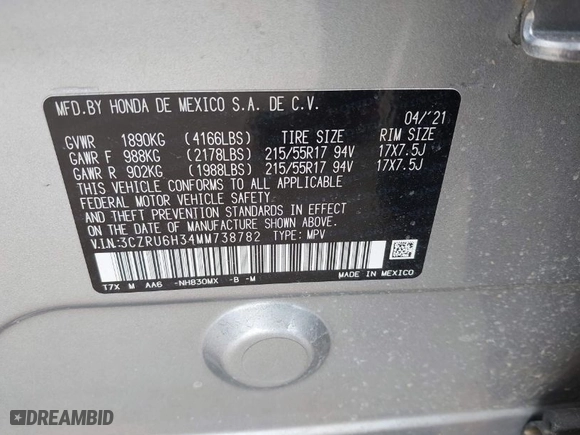 MFD.BY HONDA DE MEXICO S.A. DE C.V.
04/'21
GVWR 1890KG (4166LBS) TIRE SIZE RIM SIZE
GAWR F 988KG (2178LBS) 215/55R17 94V 17X7.5J
GAWR R 902KG (1988LBS) 215/55R17 94V 17X7.5J
THIS VEHICLE CONFORMS TO ALL APPLICABLE
FEDERAL MOTOR VEHICLE SAFETY
AND THEFT PREVENTION STANDARDS IN EFFECT
ON THE DATE OF MANUFACTURE SHOWN ABOVE.
V.I.N:3CZRU6H34MM738782 TYPE: MPV
T7X M AA6 -NH830MX -B -M
MADE IN MEXICO
DREAMBID